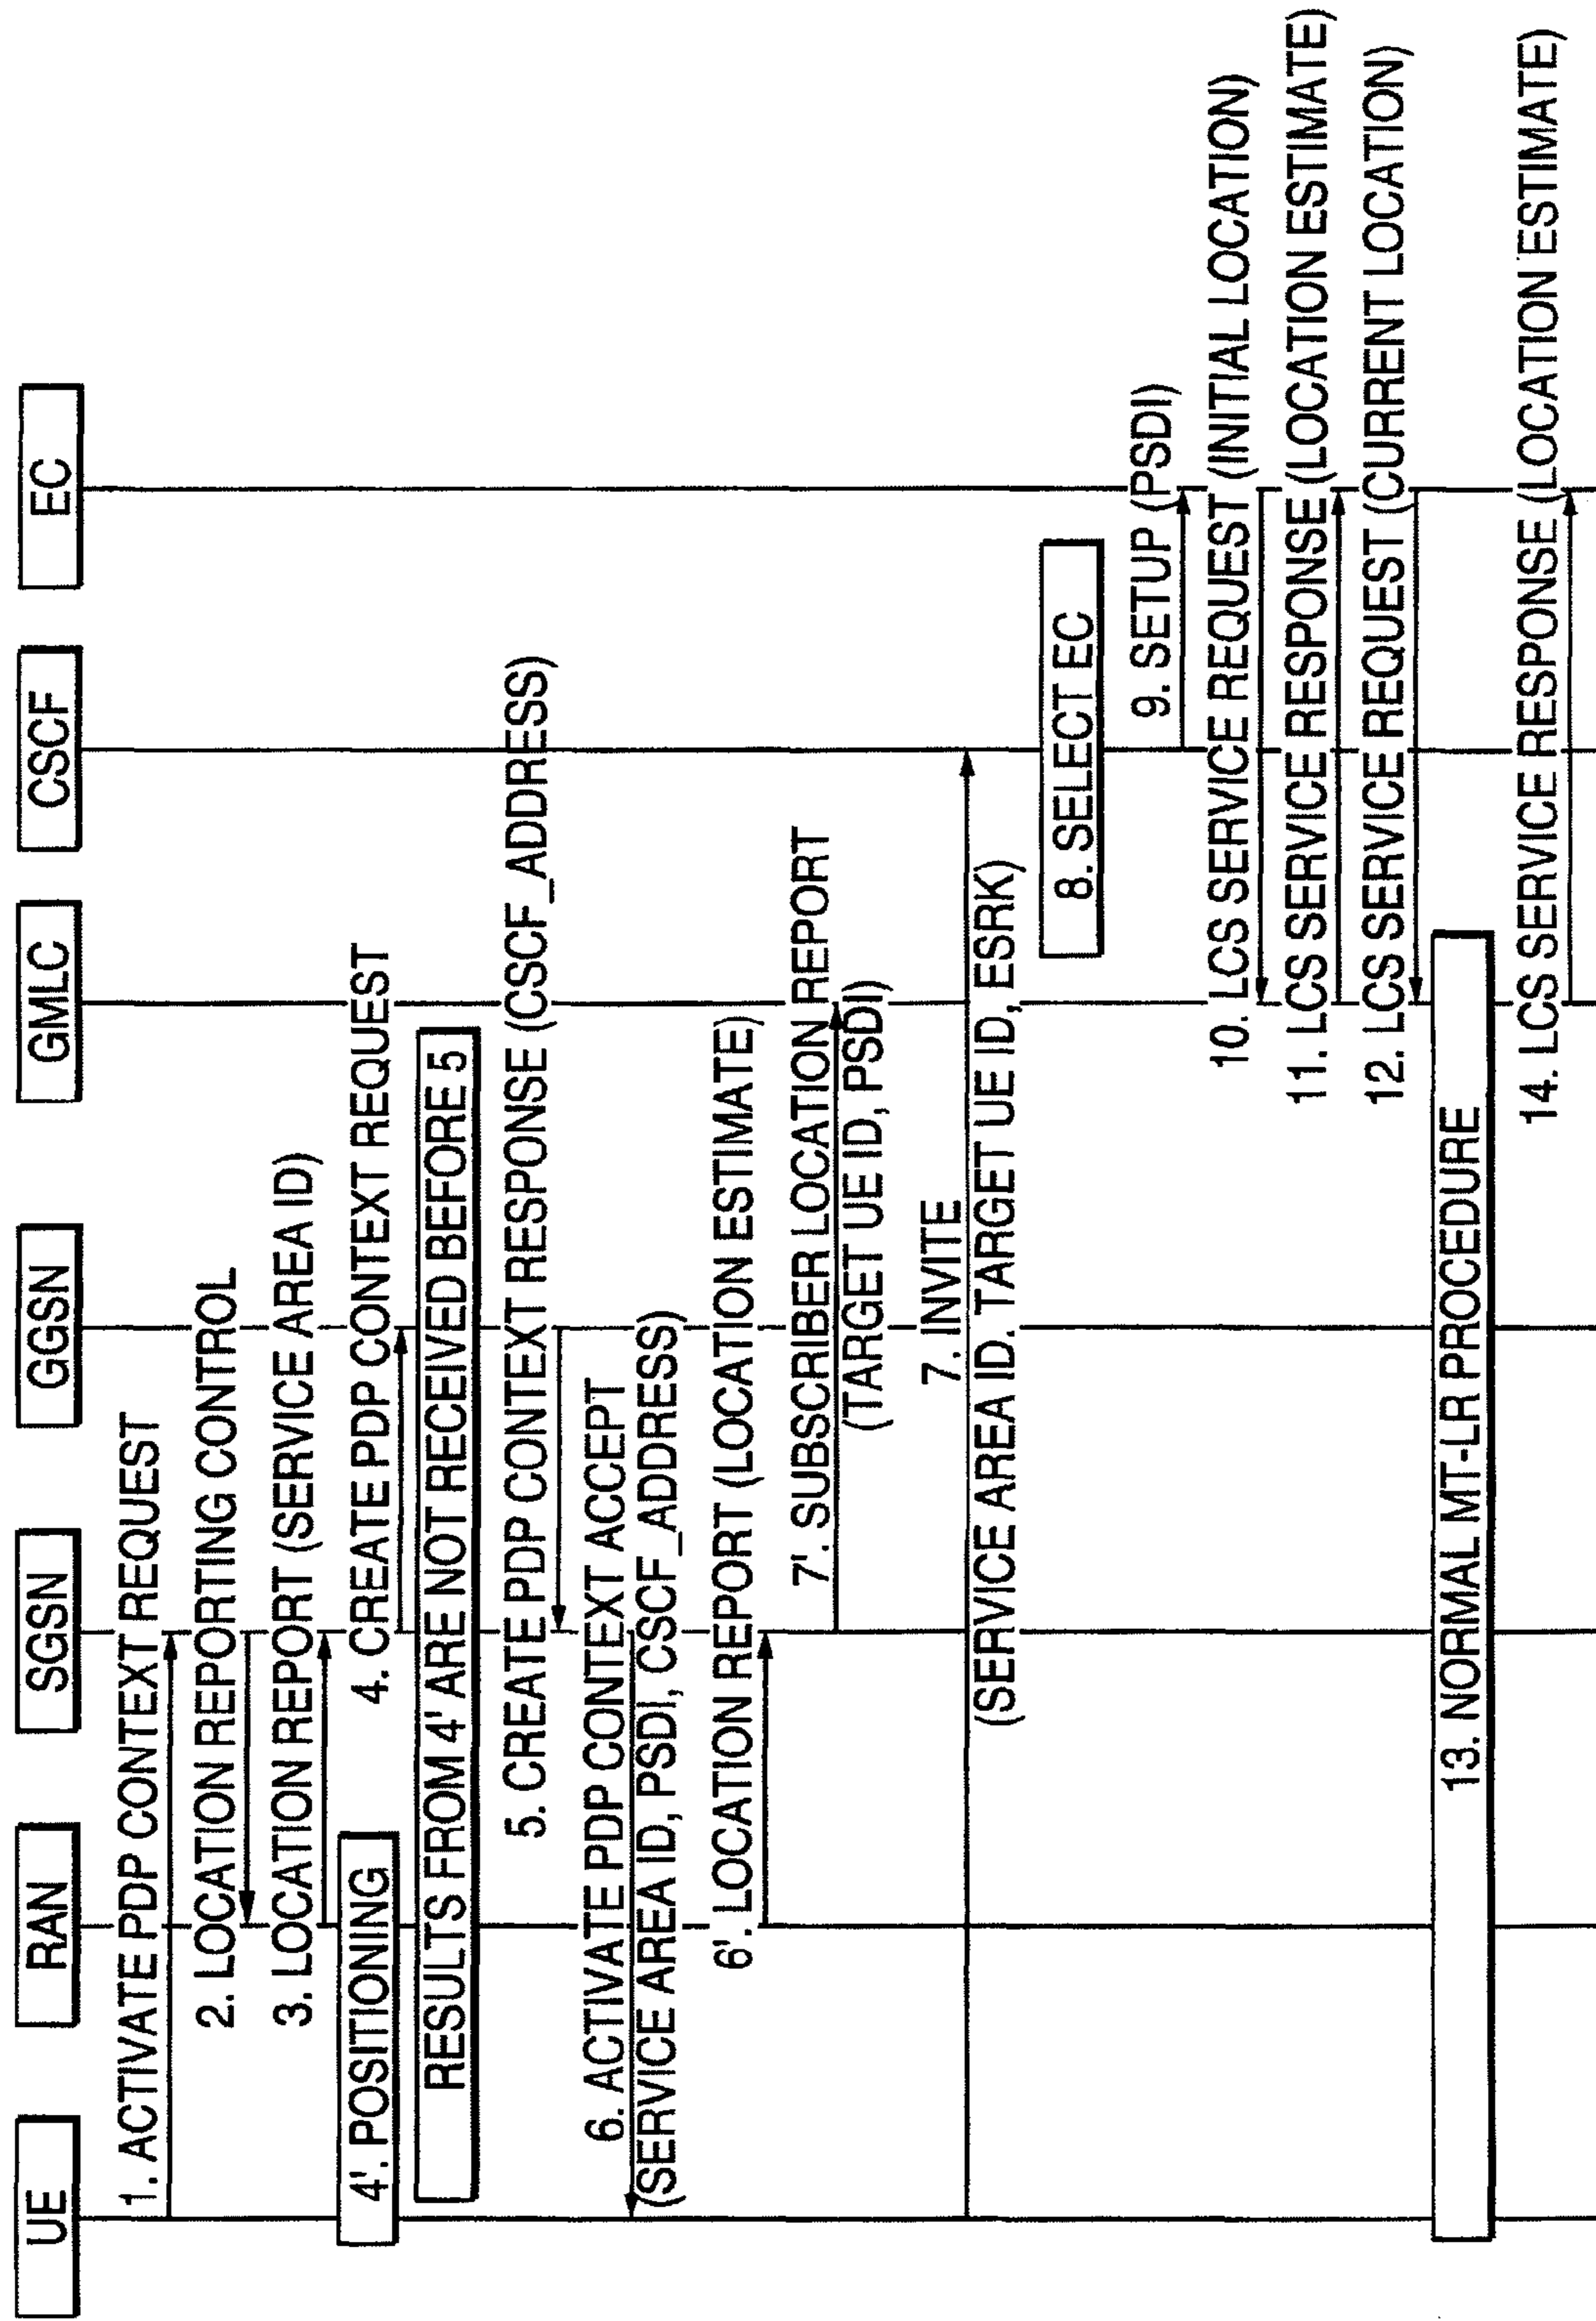 UE
RAN
SGSN
GGSN
GMLC
CSCF
EC
1. ACTIVATE PDP CONTEXT REQUEST
2. LOCATION REPORTING CONTROL
3. LOCATION REPORT (SERVICE AREA ID)
4'. POSITIONING
4. CREATE PDP CONTEXT REQUEST
RESULTS FROM 4' ARE NOT RECEIVED BEFORE 5
5. CREATE PDP CONTEXT RESPONSE (CSCF_ADDRESS)
6. ACTIVATE PDP CONTEXT ACCEPT
(SERVICE AREA ID, PSDI, CSCF_ADDRESS)
6'. LOCATION REPORT (LOCATION ESTIMATE)
7'. SUBSCRIBER LOCATION REPORT
(TARGET UE ID, PSDI)
7. INVITE
(SERVICE AREA ID. TARGET UE ID, ESRK)
8. SELECT EC
9. SETUP (PSDI)
10. LCS SERVICE REQUEST (INITIAL LOCATION)
11. LCS SERVICE RESPONSE (LOCATION ESTIMATE)
12. LCS SERVICE REQUEST (CURRENT LOCATION)
13. NORMAL MT-LR PROCEDURE
14. LCS SERVICE RESPONSE (LOCATION ESTIMATE)